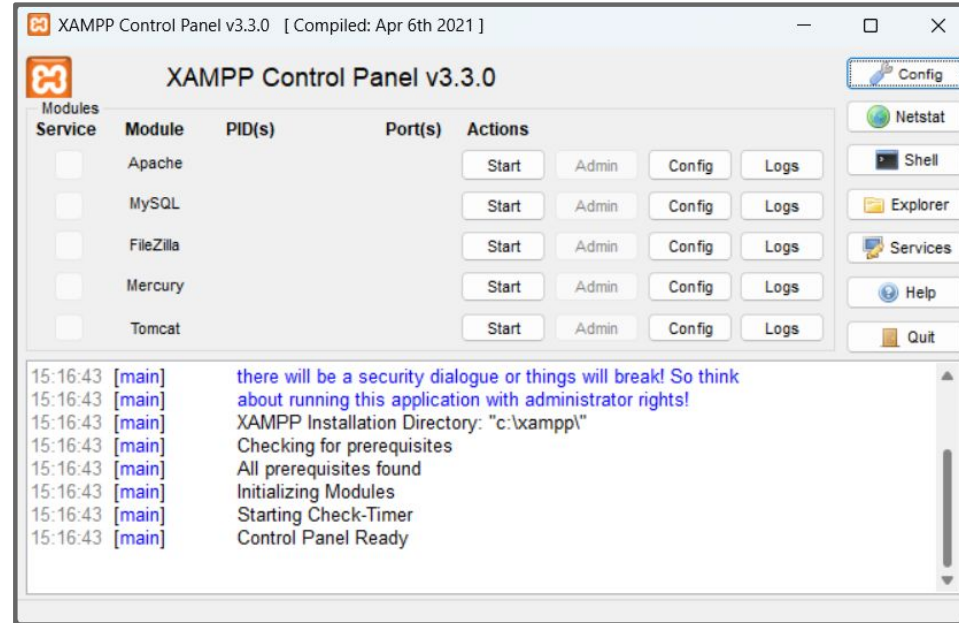 XAMPP Control Panel v3.3.0 [ Compiled: Apr 6th 2021 ]
XAMPP Control Panel v3.3.0
Config
Modules
Service Module PID(s) Port(s) Actions
Netstat
Apache Start Admin Config Logs
Shell
MySQL Start Admin Config Logs
Explorer
FileZilla Start Admin Config Logs
Services
Mercury Start Admin Config Logs
Help
Tomcat Start Admin Config Logs
Quit
15:16:43 [main] there will be a security dialogue or things will break! So think
15:16:43 [main] about running this application with administrator rights!
15:16:43 [main] XAMPP Installation Directory: "c:\xampp\"
15:16:43 [main] Checking for prerequisites
15:16:43 [main] All prerequisites found
15:16:43 [main] Initializing Modules
15:16:43 [main] Starting Check-Timer
15:16:43 [main] Control Panel Ready